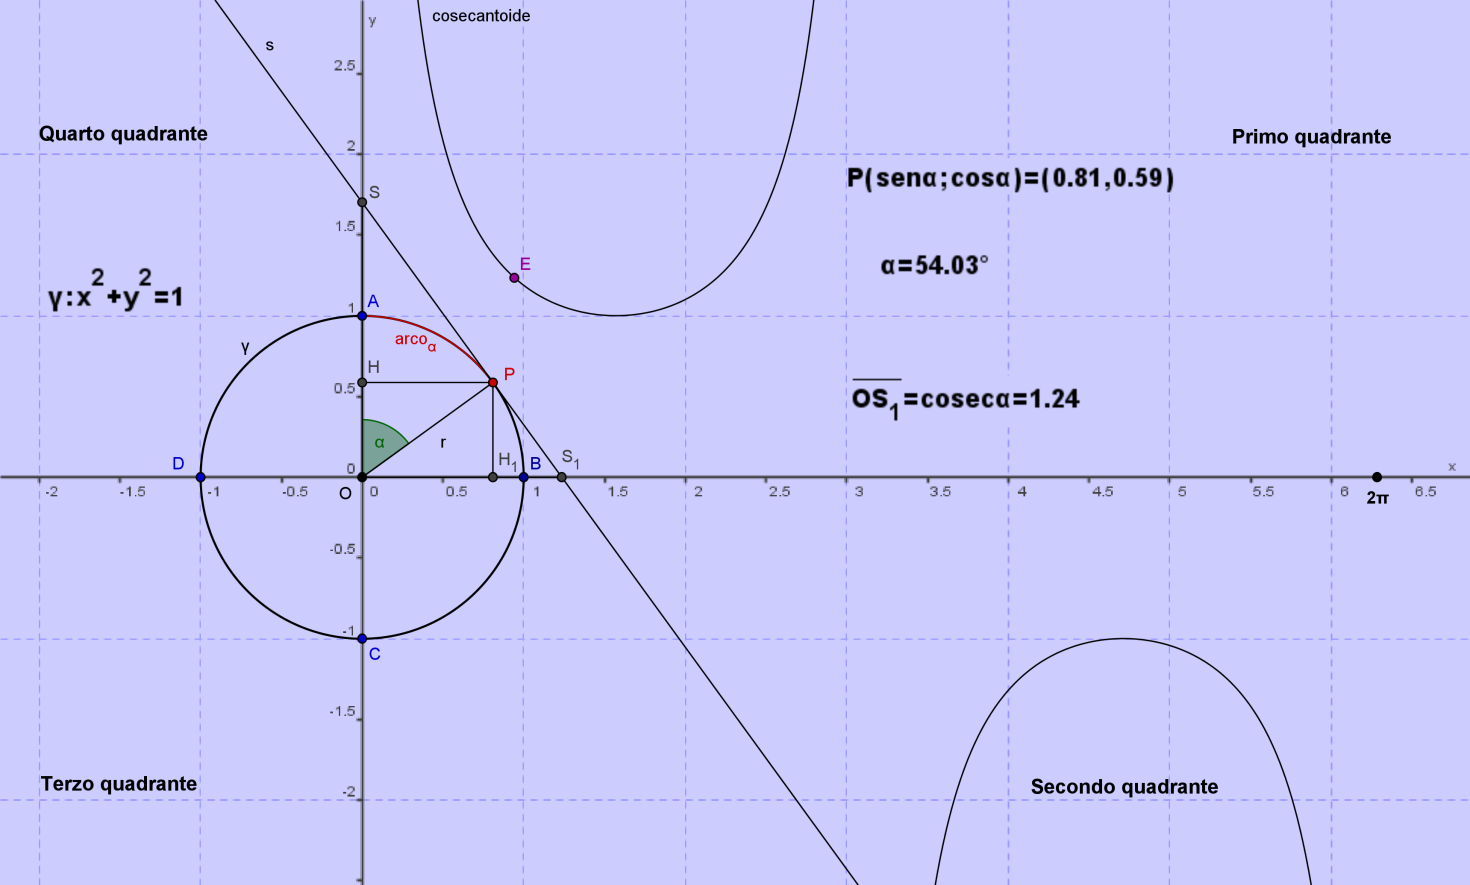 cosecantoide
y
s
2.5
Quarto quadrante
Primo quadrante
2
P(senα;cosα)=(0.81,0.59)
S
1.5
E
α=54.03°
γ:x²+y²=1
A
1
arco α
γ
H
P
0.5
OS₁=cosecα=1.24
α
r
D
H₁
B
S₁
0
x
O
-2
-1.5
-1
-0.5
0
0.5
1
1.5
2
2.5
3
3.5
4
4.5
5
5.5
6
6.5
2π
-0.5
-1
C
-1.5
Terzo quadrante
Secondo quadrante
-2